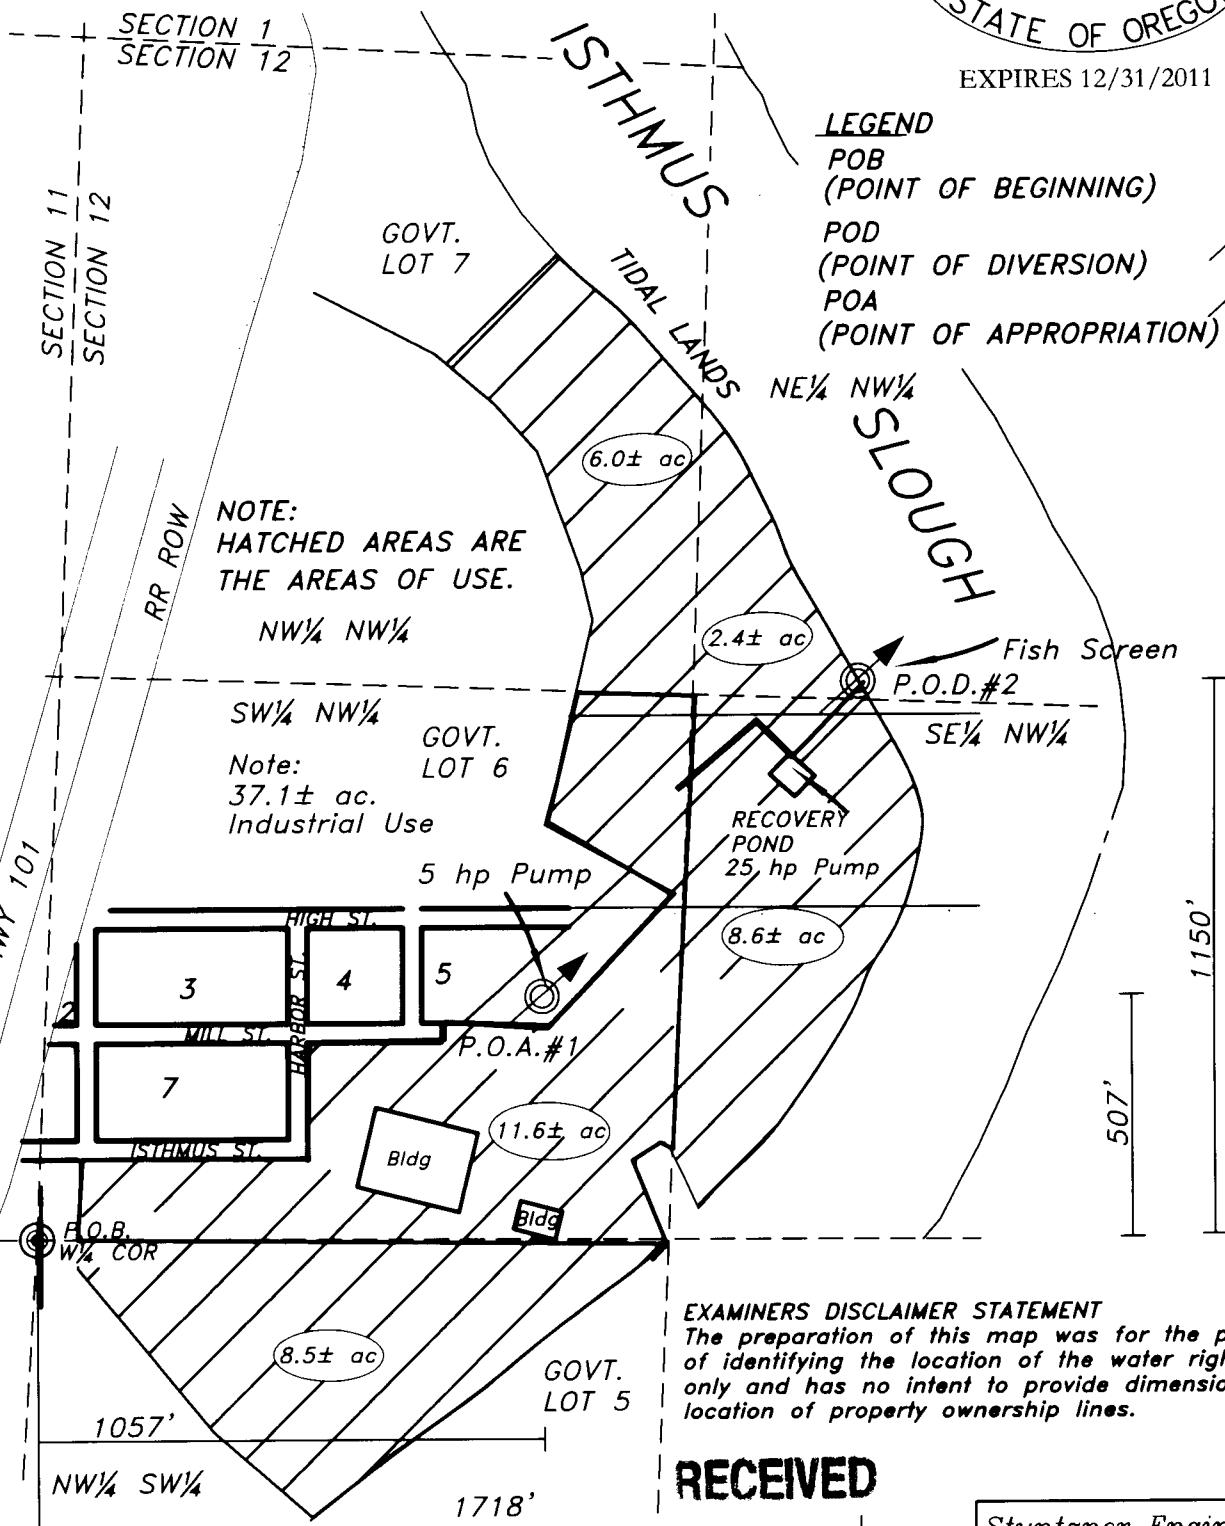 SECTION 1
SECTION 12
STATE OF OREGO
EXPIRES 12/31/2011
ISTHMUS
SLOUGH
LEGEND
POB
(POINT OF BEGINNING)
POD
(POINT OF DIVERSION)
POA
(POINT OF APPROPRIATION)
SECTION 11
SECTION 12
GOVT.
LOT 7
TIDAL LANDS
NE¼ NW¼
6.0± ac
NOTE:
HATCHED AREAS ARE
THE AREAS OF USE.
RR ROW
NW¼ NW¼
2.4± ac
Fish Screen
P.O.D.#2
SW¼ NW¼
SE¼ NW¼
GOVT.
LOT 6
Note:
37.1± ac.
Industrial Use
RECOVERY
POND
25 hp Pump
HWY 101
5 hp Pump
HIGH ST.
8.6± ac
1150'
2
3
4
5
HARBOR ST.
MILL ST.
P.O.A.#1
507'
7
11.6± ac
ISTHMUS ST.
Bldg
Bldg
P.O.B.
W¼ COR
8.5± ac
GOVT.
LOT 5
EXAMINERS DISCLAIMER STATEMENT
The preparation of this map was for the p
of identifying the location of the water righ
only and has no intent to provide dimensio
location of property ownership lines.
1057'
NW¼ SW¼
1718'
RECEIVED
Stuntzner Engin